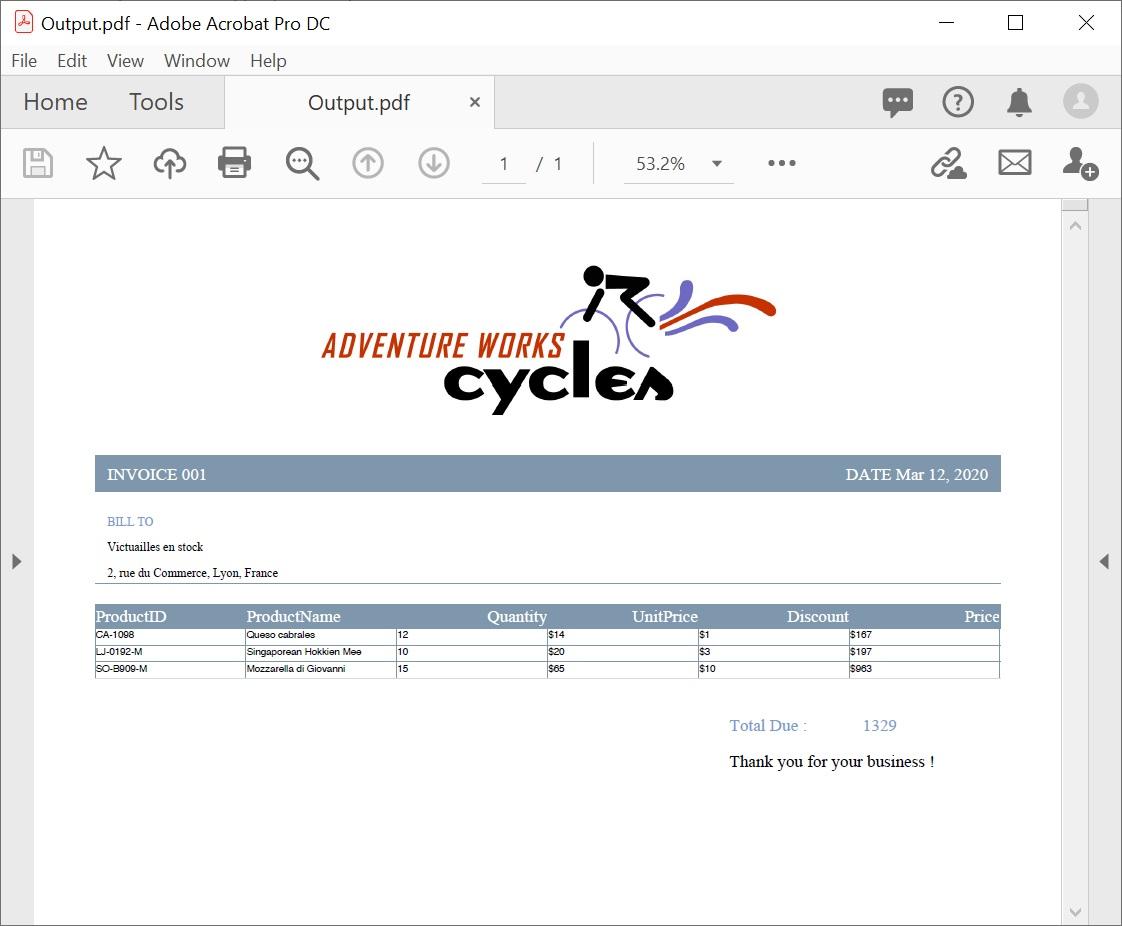 Output.pdf - Adobe Acrobat Pro DC
File Edit View Window Help
Home Tools Output.pdf ×
1 / 1 53.2%
ADVENTURE WORKS
cycles
INVOICE 001 DATE Mar 12, 2020
BILL TO
Victuailles en stock
2, rue du Commerce, Lyon, France
ProductID ProductName Quantity UnitPrice Discount Price
CA-1098 Queso cabrales 12 $14 $1 $167
LJ-0192-M Singaporean Hokkien Mee 10 $20 $3 $197
SO-B909-M Mozzarella di Giovanni 15 $65 $10 $963
Total Due : 1329
Thank you for your business !